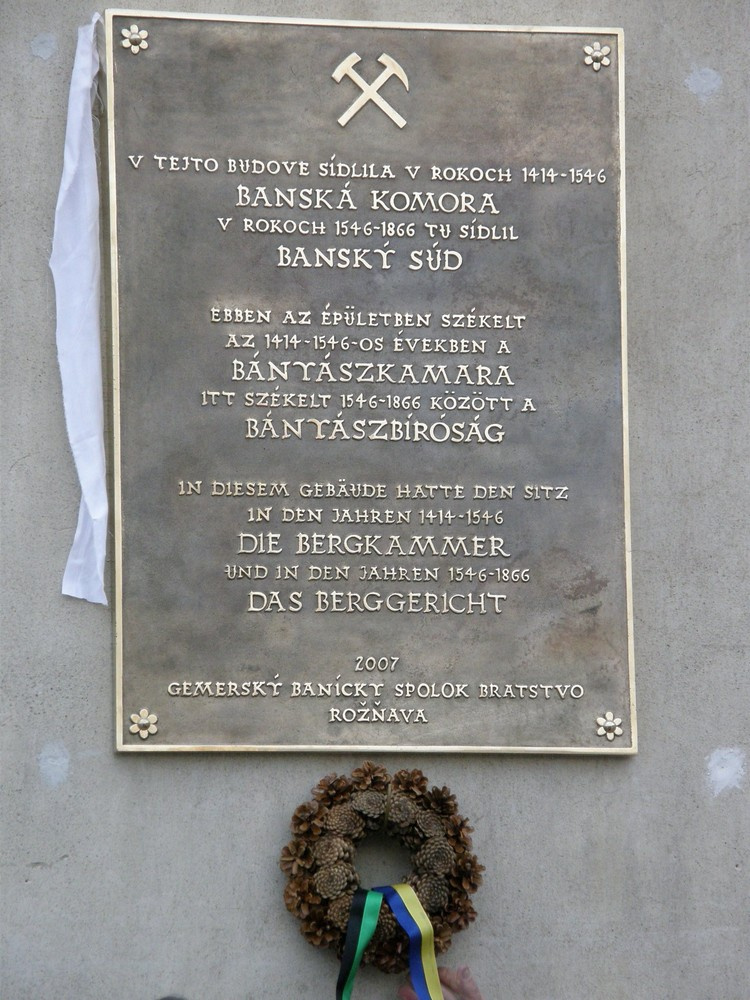 V TEJTO BUDOVE SÍDLILA V ROKOCH 1414-1546
BANSKÁ KOMORA
V ROKOCH 1546-1866 TU SÍDLIL
BANSKÝ SÚD
EBBEN AZ ÉPÜLETBEN SZÉKELT
AZ 1414-1546-OS ÉVEKBEN A
BÁNYÁSZKAMARA
ITT SZÉKELT 1546-1866 KÖZÖTT A
BÁNYÁSZBÍRÓSÁG
IN DIESEM GEBÄUDE HATTE DEN SITZ
IN DEN JAHREN 1414-1546
DIE BERGKAMMER
UND IN DEN JAHREN 1546-1866
DAS BERGGERICHT
2007
GEMERSKÝ BANÍCKY SPOLOK BRATSTVO
ROŽŇAVA